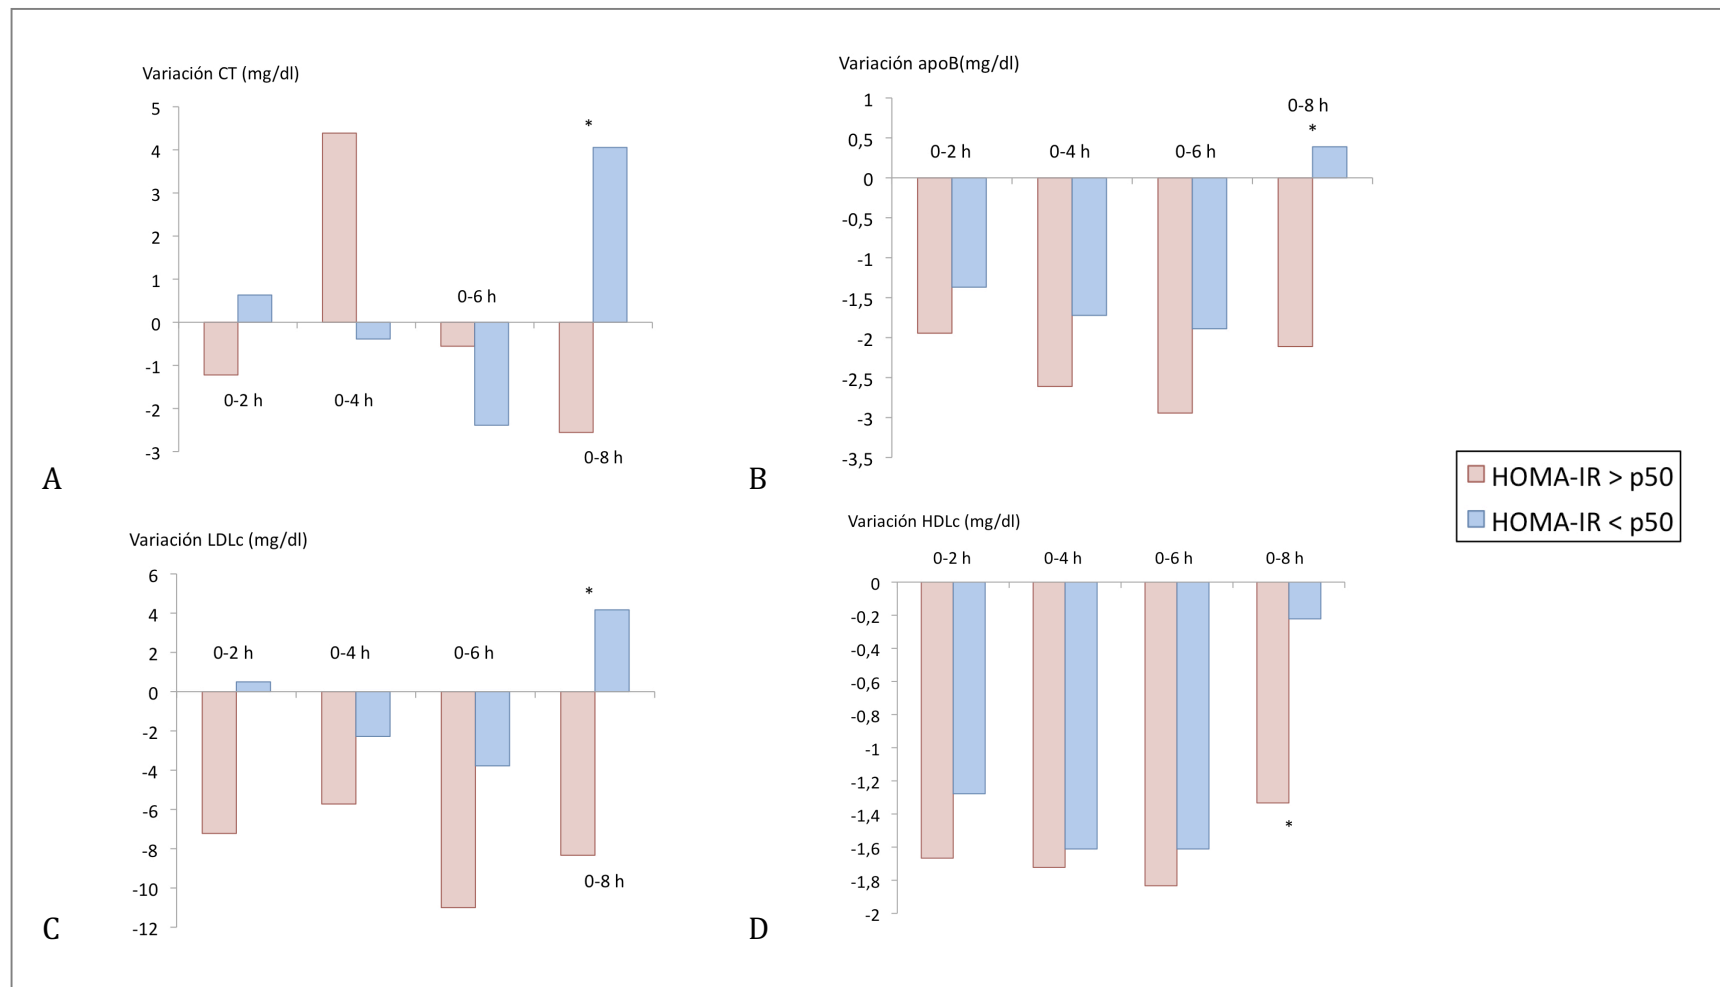 Variación CT (mg/dl)
5
4
3
2
1
0
-1
-2
-3
0-2 h
0-4 h
0-6 h
0-8 h
*
A
Variación apoB(mg/dl)
1
0,5
0
-0,5
-1
-1,5
-2
-2,5
-3
-3,5
0-2 h
0-4 h
0-6 h
0-8 h
*
B
HOMA-IR > p50
HOMA-IR < p50
Variación LDLc (mg/dl)
6
4
2
0
-2
-4
-6
-8
-10
-12
0-2 h
0-4 h
0-6 h
0-8 h
*
C
Variación HDLc (mg/dl)
0-2 h
0-4 h
0-6 h
0-8 h
0
-0,2
-0,4
-0,6
-0,8
-1
-1,2
-1,4
-1,6
-1,8
-2
*
D